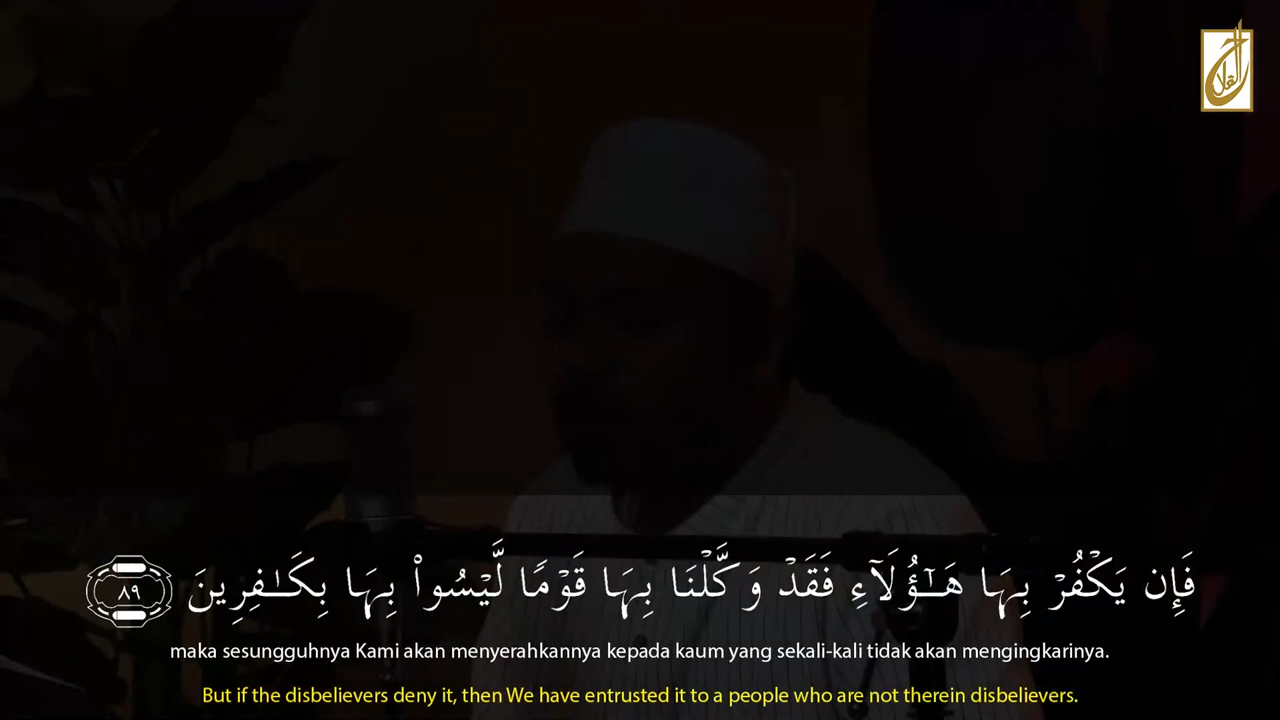 فَإِن يَكْفُرْ بِهَا هَـٰٓؤُلَآءِ فَقَدْ وَكَّلْنَا بِهَا قَوْمًا لَّيْسُوا۟ بِهَا بِكَـٰفِرِينَ ٨٩
maka sesungguhnya Kami akan menyerahkannya kepada kaum yang sekali-kali tidak akan mengingkarinya.
But if the disbelievers deny it, then We have entrusted it to a people who are not therein disbelievers.